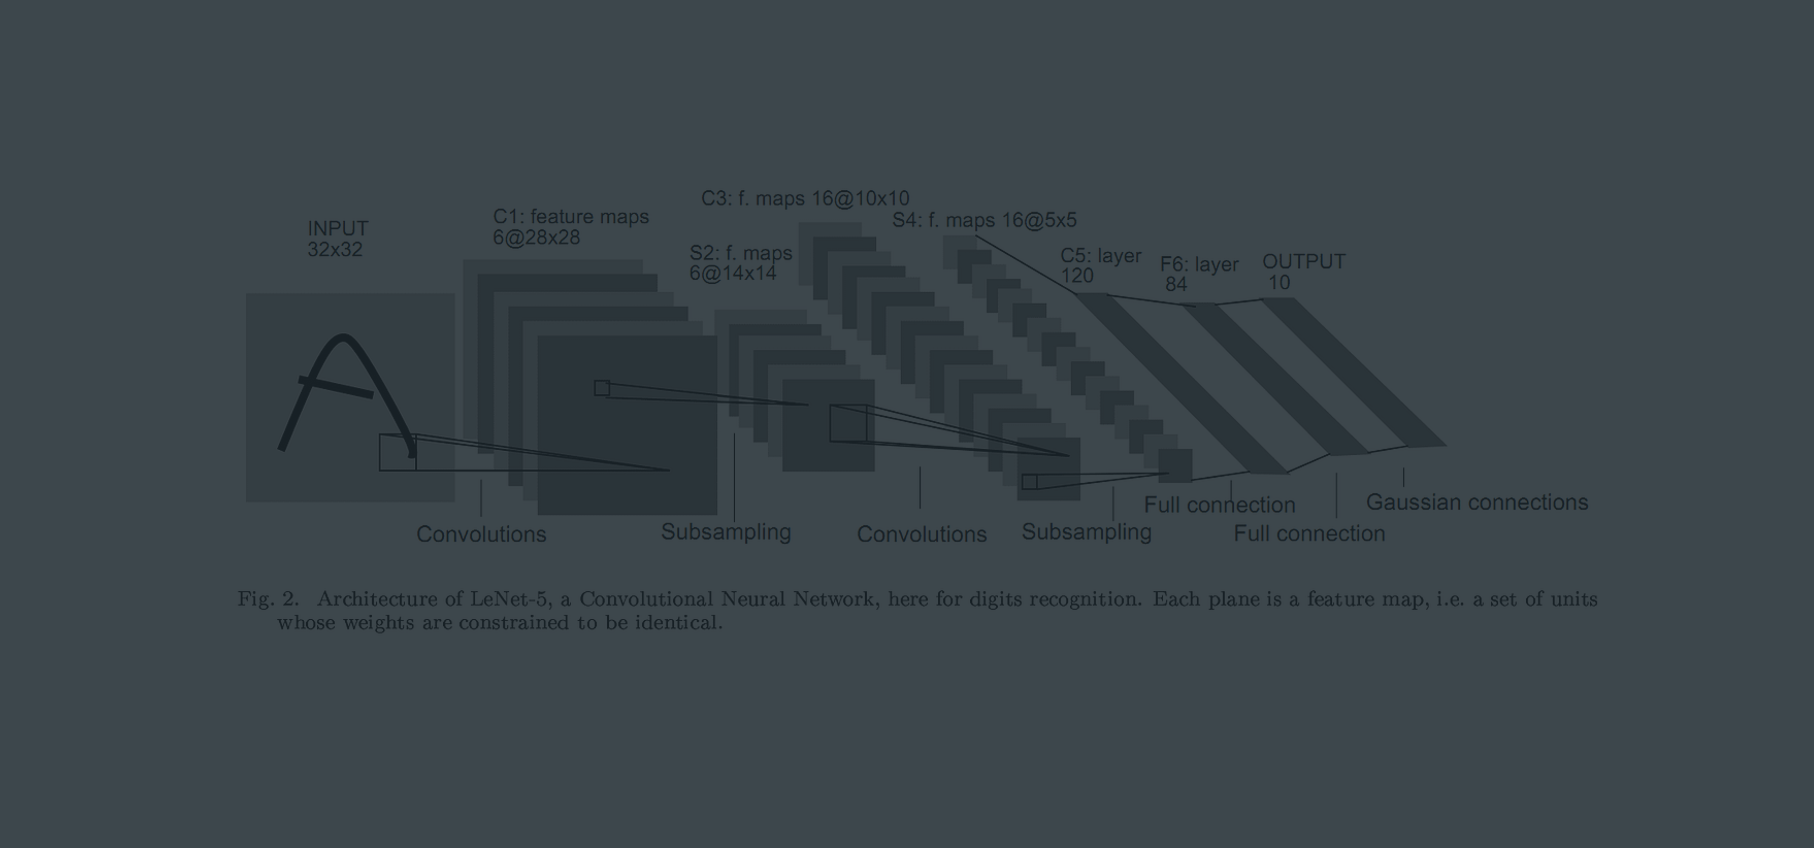 INPUT
32x32
C1: feature maps
6@28x28
S2: f. maps
6@14x14
C3: f. maps 16@10x10
S4: f. maps 16@5x5
C5: layer
120
F6: layer
84
OUTPUT
10
Convolutions
Subsampling
Convolutions
Subsampling
Full connection
Full connection
Gaussian connections
Fig. 2. Architecture of LeNet-5, a Convolutional Neural Network, here for digits recognition. Each plane is a feature map, i.e. a set of units
whose weights are constrained to be identical.